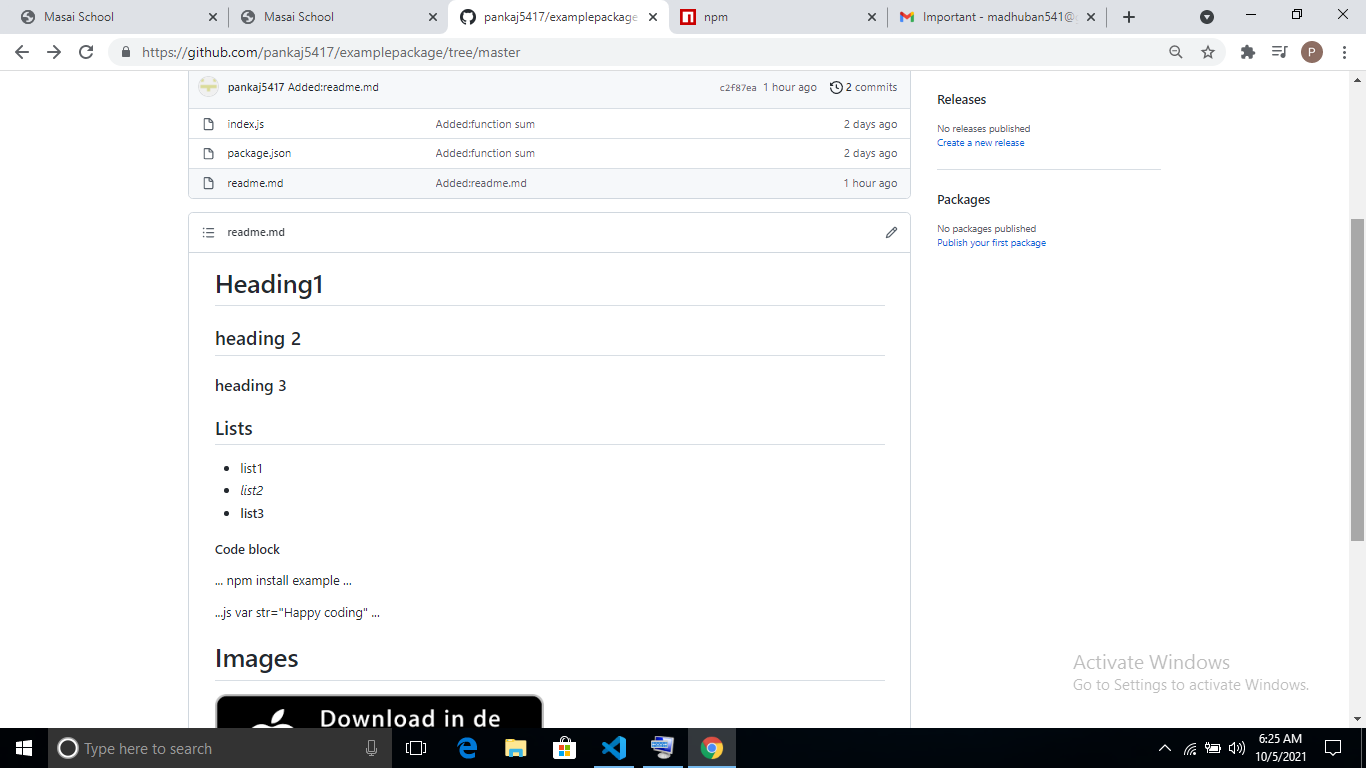 Masai School
Masai School
pankaj5417/examplepackage
npm
Important - madhuban541@
https://github.com/pankaj5417/examplepackage/tree/master
P
pankaj5417 Added:readme.md c2f87ea 1 hour ago 2 commits
index.js Added:function sum 2 days ago
package.json Added:function sum 2 days ago
readme.md Added:readme.md 1 hour ago
Releases
No releases published
Create a new release
Packages
No packages published
Publish your first package
readme.md
Heading1
heading 2
heading 3
Lists
list1
list2
list3
Code block
... npm install example ...
...js var str="Happy coding" ...
Images
Download in de
Activate Windows
Go to Settings to activate Windows.
Type here to search
6:25 AM
10/5/2021